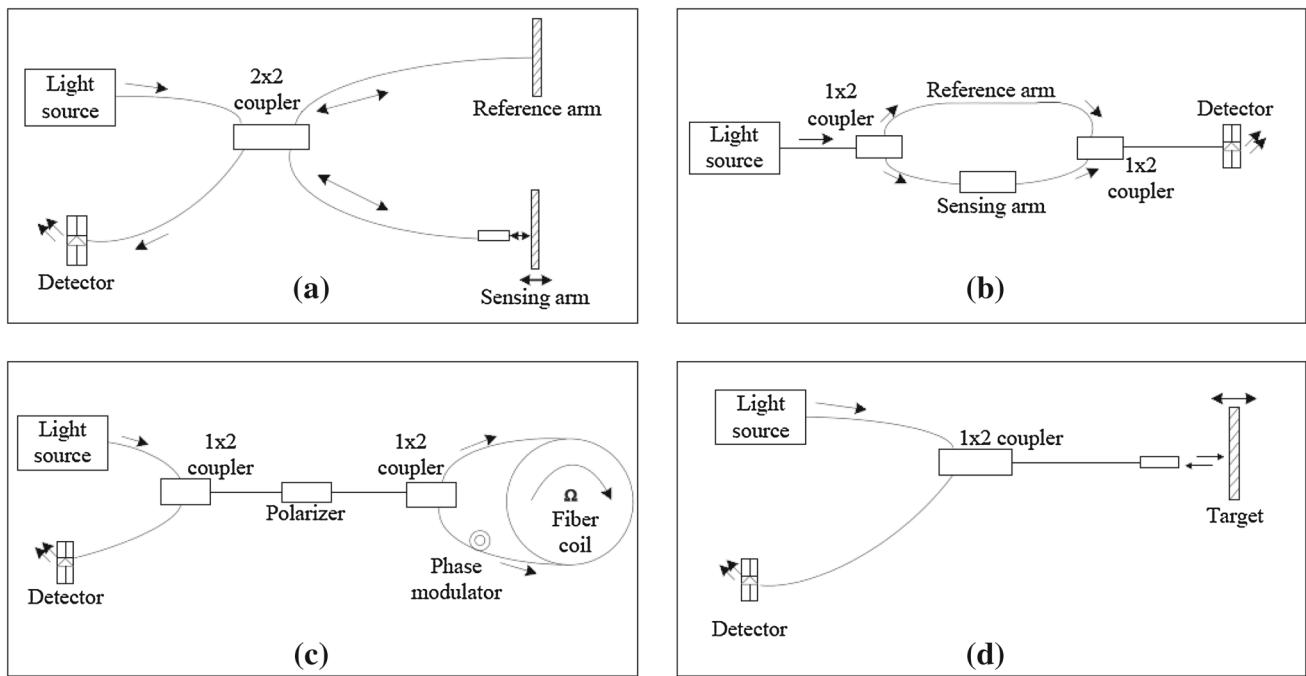 Light
source
2x2
coupler
Reference arm
Detector
Sensing arm
(a)
Light
source
1x2
coupler
Reference arm
Sensing arm
1x2
coupler
Detector
(b)
Light
source
1x2
coupler
Polarizer
1x2
coupler
Ω
Fiber
coil
Phase
modulator
Detector
(c)
Light
source
1x2 coupler
Target
Detector
(d)